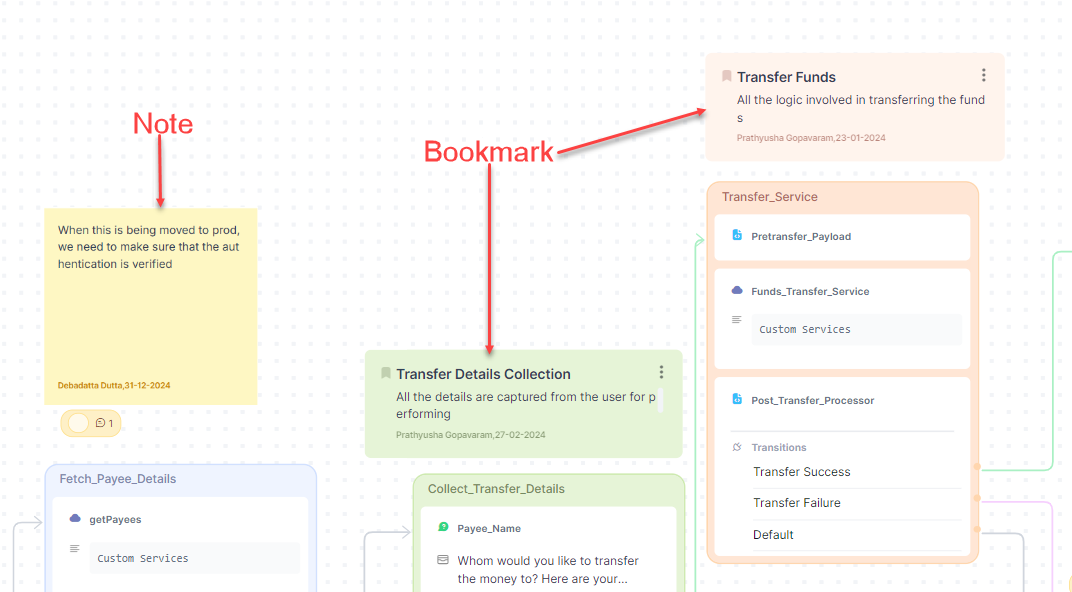 Note
When this is being moved to prod,
we need to make sure that the aut
hentication is verified
Debadatta Dutta,31-12-2024
1
Fetch_Payee_Details
getPayees
Custom Services
Bookmark
Transfer Details Collection
All the details are captured from the user for p
erforming
Prathyusha Gopavaram,27-02-2024
Collect_Transfer_Details
Payee_Name
Whom would you like to transfer
the money to? Here are your...
Transfer Funds
All the logic involved in transferring the fund
s
Prathyusha Gopavaram,23-01-2024
Transfer_Service
Pretransfer_Payload
Funds_Transfer_Service
Custom Services
Post_Transfer_Processor
Transitions
Transfer Success
Transfer Failure
Default